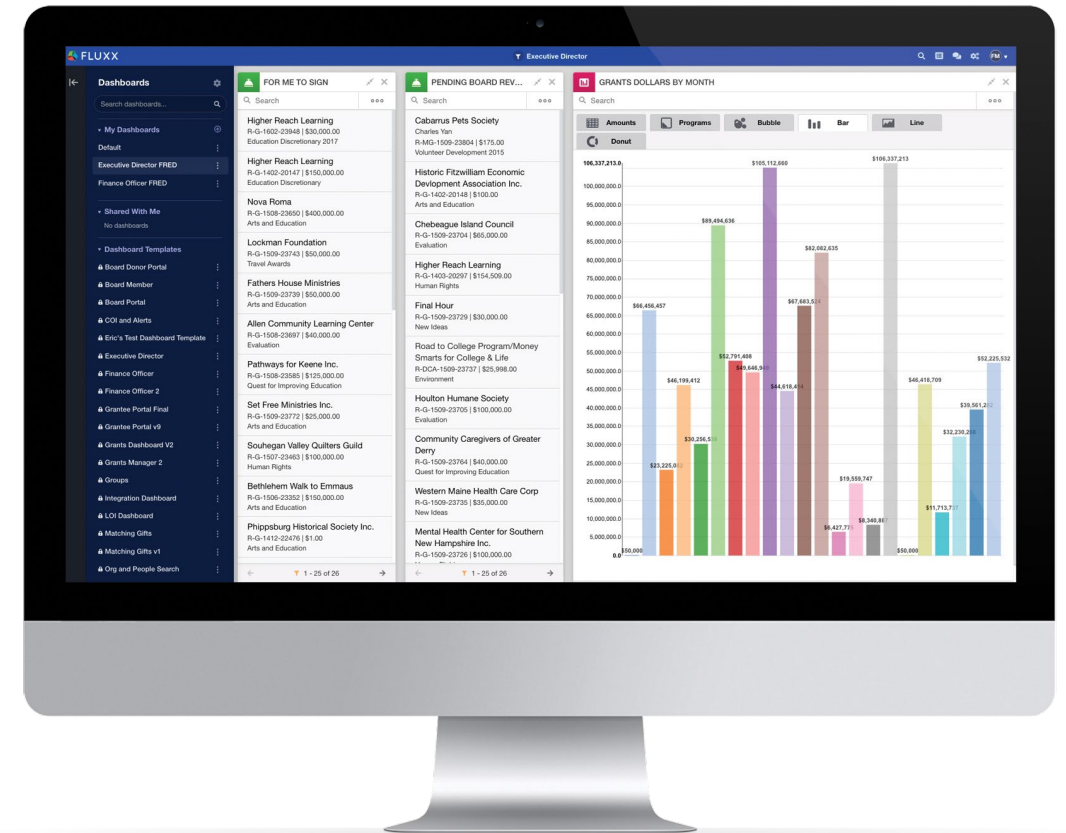 FLUXX
Executive Director
FM
Dashboards
Search dashboards...
My Dashboards
Default
Executive Director FRED
Finance Officer FRED
Shared With Me
No dashboards
Dashboard Templates
Board Donor Portal
Board Member
Board Portal
COI and Alerts
Eric's Test Dashboard Template
Executive Director
Finance Officer
Finance Officer 2
Grantee Portal Final
Grantee Portal v9
Grants Dashboard V2
Grants Manager 2
Groups
Integration Dashboard
LOI Dashboard
Matching Gifts
Matching Gifts v1
Org and People Search
FOR ME TO SIGN
Search
Higher Reach Learning
R-G-1602-23948 | $30,000.00
Education Discretionary 2017
Higher Reach Learning
R-G-1402-20147 | $150,000.00
Education Discretionary
Nova Roma
R-G-1508-23650 | $400,000.00
Arts and Education
Lockman Foundation
R-G-1509-23743 | $50,000.00
Travel Awards
Fathers House Ministries
R-G-1509-23739 | $50,000.00
Arts and Education
Allen Community Learning Center
R-G-1508-23697 | $40,000.00
Evaluation
Pathways for Keene Inc.
R-G-1508-23585 | $125,000.00
Quest for Improving Education
Set Free Ministries Inc.
R-G-1509-23772 | $25,000.00
Arts and Education
Souhegan Valley Quilters Guild
R-G-1507-23463 | $100,000.00
Human Rights
Bethlehem Walk to Emmaus
R-G-1506-23352 | $150,000.00
Arts and Education
Phippsburg Historical Society Inc.
R-G-1412-22476 | $1.00
Arts and Education
1 - 25 of 26
PENDING BOARD REV...
Search
Cabarrus Pets Society
Charles Yan
R-MG-1509-23804 | $175.00
Volunteer Development 2015
Historic Fitzwilliam Economic
Devlopment Association Inc.
R-G-1402-20148 | $100.00
Arts and Education
Chebeague Island Council
R-G-1509-23704 | $65,000.00
Evaluation
Higher Reach Learning
R-G-1403-20297 | $154,509.00
Human Rights
Final Hour
R-G-1509-23729 | $30,000.00
New Ideas
Road to College Program/Money
Smarts for College & Life
R-DCA-1509-23737 | $25,998.00
Environment
Houlton Humane Society
R-G-1509-23705 | $100,000.00
Evaluation
Community Caregivers of Greater
Derry
R-G-1509-23764 | $40,000.00
Quest for Improving Education
Western Maine Health Care Corp
R-G-1509-23735 | $35,000.00
New Ideas
Mental Health Center for Southern
New Hampshire Inc.
R-G-1509-23726 | $100,000.00
1 - 25 of 26
GRANTS DOLLARS BY MONTH
Search
Amounts
Programs
Bubble
Bar
Line
Donut
106,337,213.0
100,000,000.0
95,000,000.0
90,000,000.0
85,000,000.0
80,000,000.0
75,000,000.0
70,000,000.0
65,000,000.0
60,000,000.0
55,000,000.0
50,000,000.0
45,000,000.0
40,000,000.0
35,000,000.0
30,000,000.0
25,000,000.0
20,000,000.0
15,000,000.0
10,000,000.0
5,000,000.0
0.0
$50,000
$66,456,457
$46,199,412
$89,494,636
$52,791,408
$105,112,060
$82,082,635
$19,559,747
$106,337,213
$50,000
$46,418,709
$52,225,532